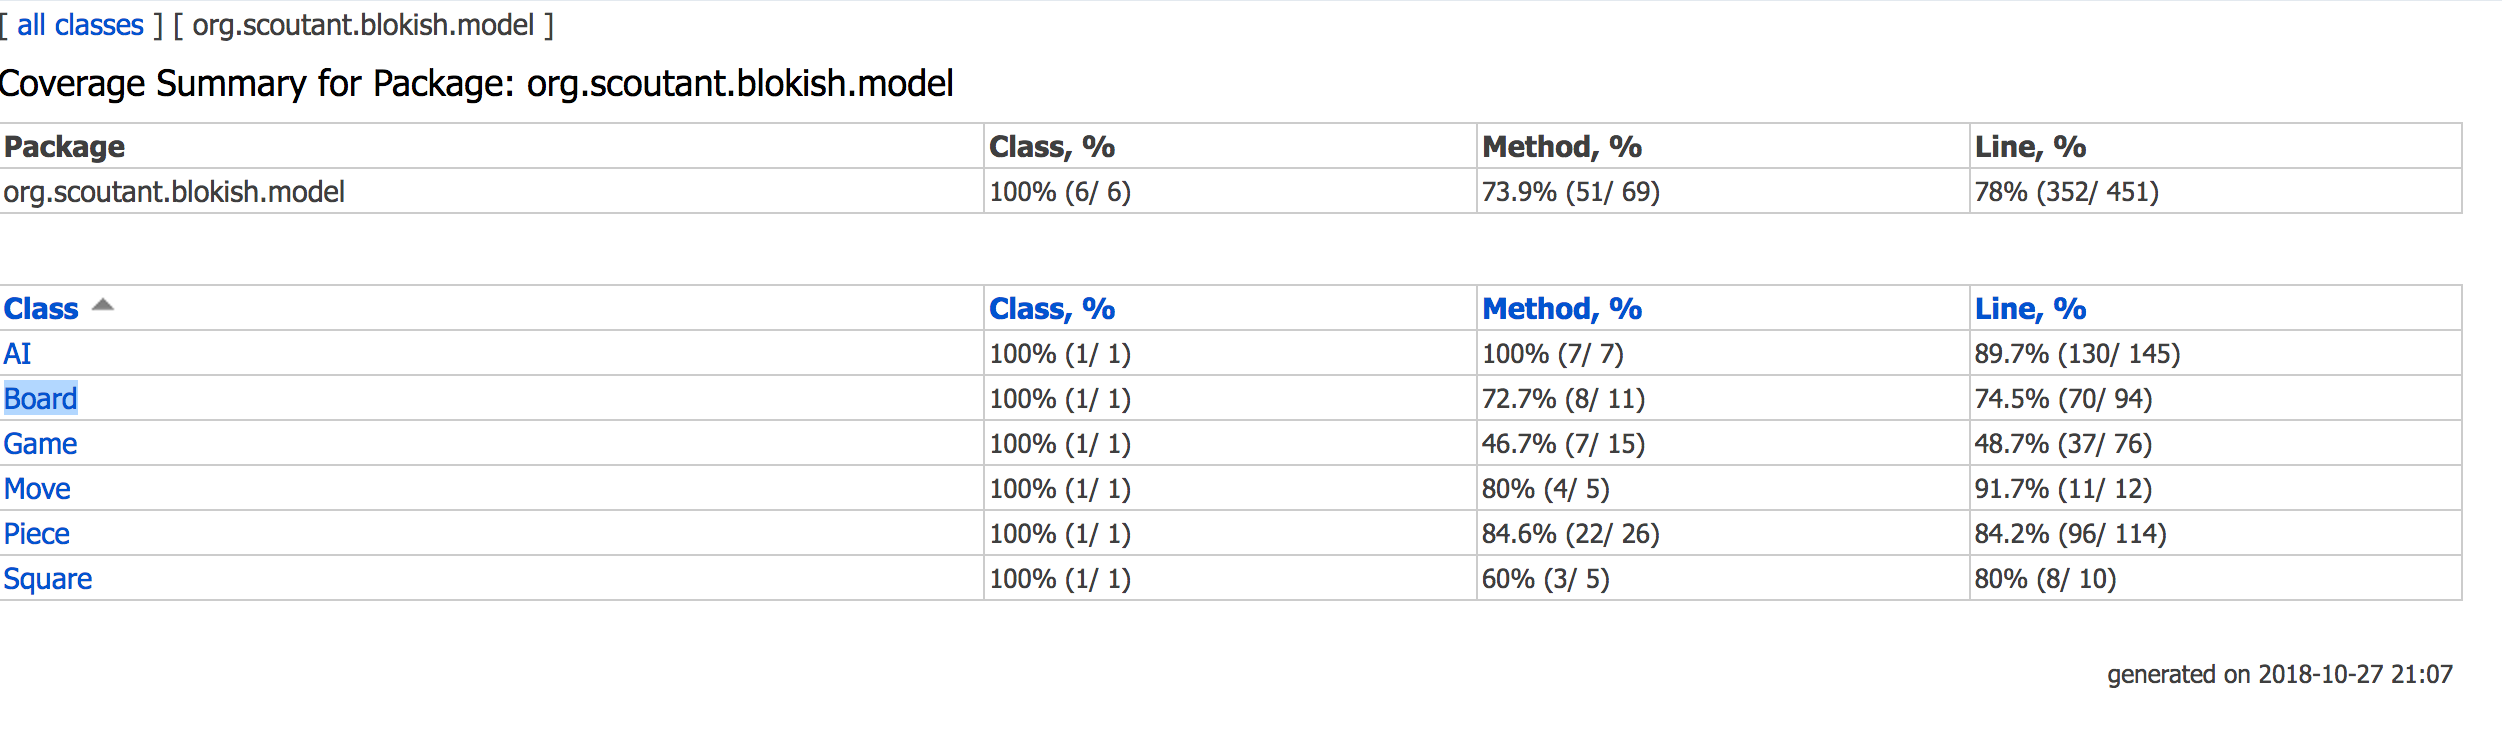 [ all classes ] [ org.scoutant.blokish.model ]
Coverage Summary for Package: org.scoutant.blokish.model
Package Class, % Method, % Line, %
org.scoutant.blokish.model 100% (6/ 6) 73.9% (51/ 69) 78% (352/ 451)
Class Class, % Method, % Line, %
AI 100% (1/ 1) 100% (7/ 7) 89.7% (130/ 145)
Board 100% (1/ 1) 72.7% (8/ 11) 74.5% (70/ 94)
Game 100% (1/ 1) 46.7% (7/ 15) 48.7% (37/ 76)
Move 100% (1/ 1) 80% (4/ 5) 91.7% (11/ 12)
Piece 100% (1/ 1) 84.6% (22/ 26) 84.2% (96/ 114)
Square 100% (1/ 1) 60% (3/ 5) 80% (8/ 10)
generated on 2018-10-27 21:07